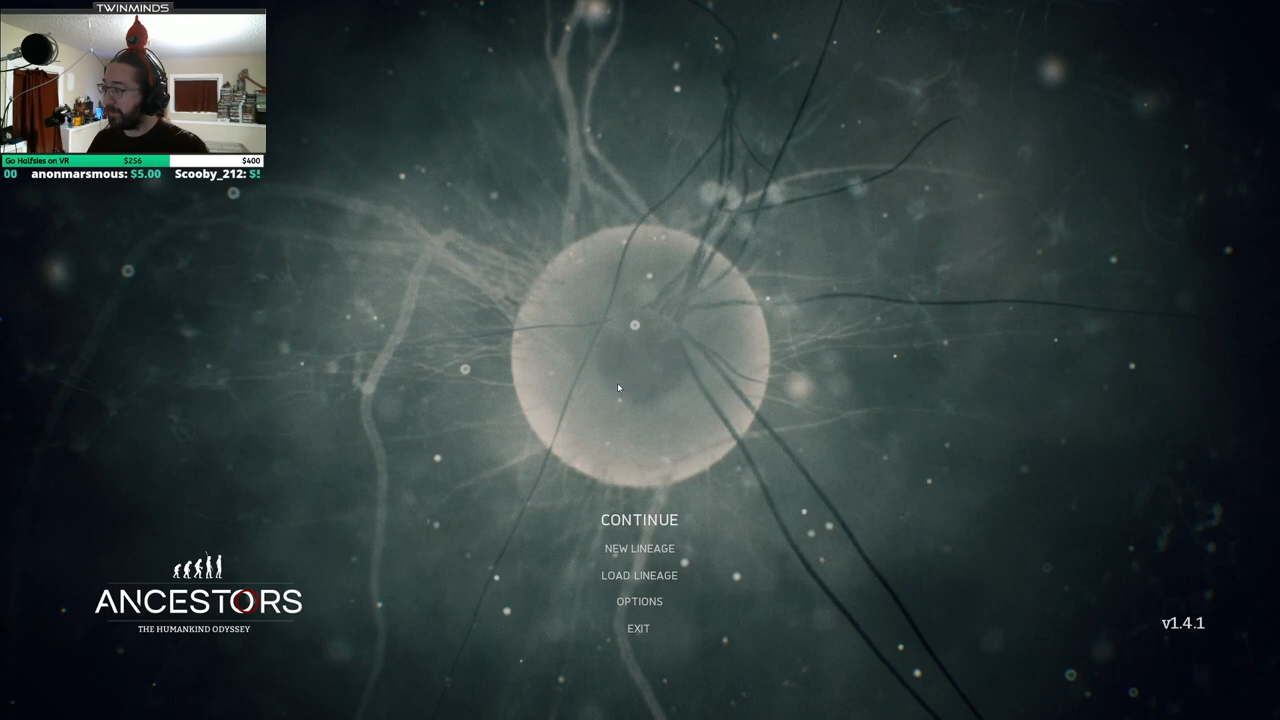 TWINMINDS
Go Halfsies on VR $256 $400
00 anonmarsmous: $5.00 Scooby_212: $!
CONTINUE
NEW LINEAGE
LOAD LINEAGE
OPTIONS
EXIT
ANCESTORS
THE HUMANKIND ODYSSEY
v1.4.1